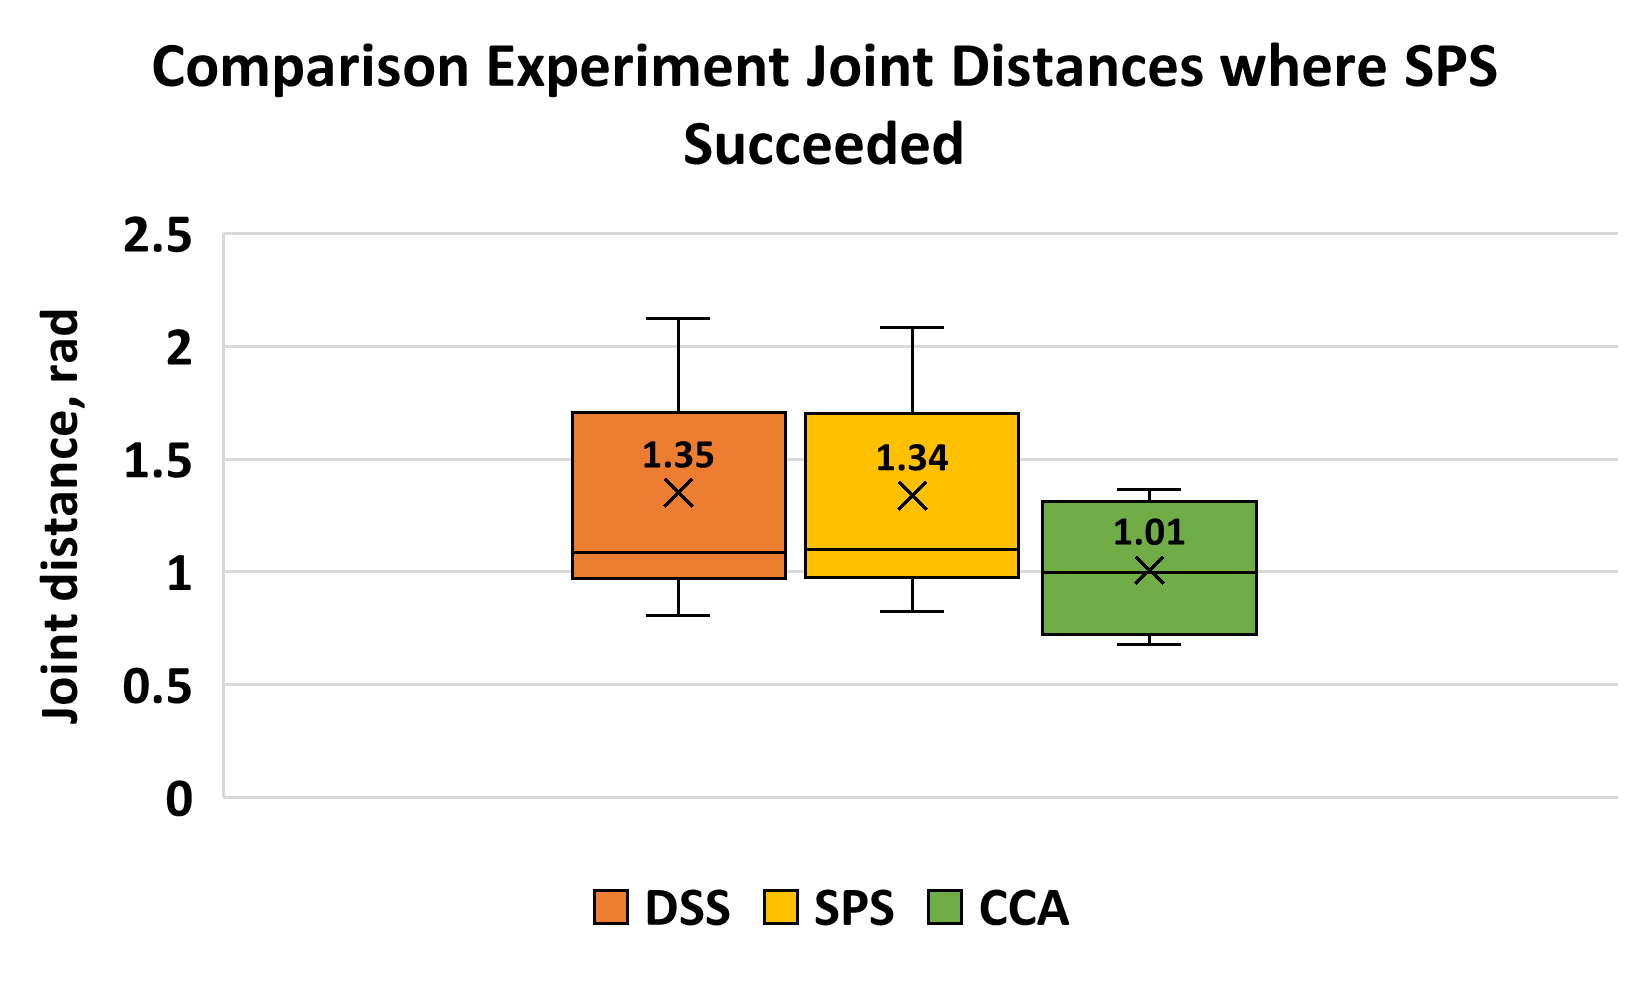 Comparison Experiment Joint Distances where SPS
Succeeded
Joint distance, rad
2.5
2
1.5
1
0.5
0
1.35
1.34
1.01
DSS
SPS
CCA